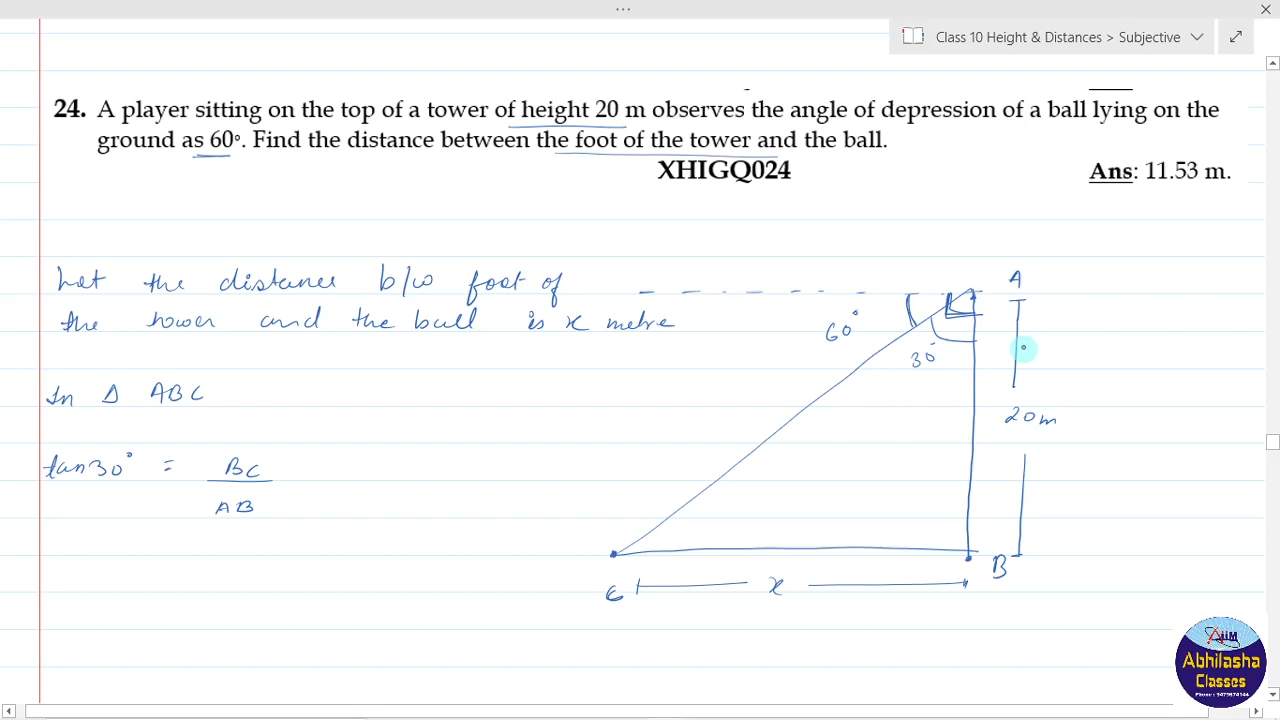 Class 10 Height & Distances > Subjective
24. A player sitting on the top of a tower of height 20 m observes the angle of depression of a ball lying on the
ground as 60°. Find the distance between the foot of the tower and the ball.
XHIGQ024
Ans: 11.53 m.
Let the distance b/w foot of
the tower and the ball is x metre
In Δ ABC
tan 30° = BC
AB
A
60°
30°
20m
B
C
x
AIIM
Abhilasha
Classes